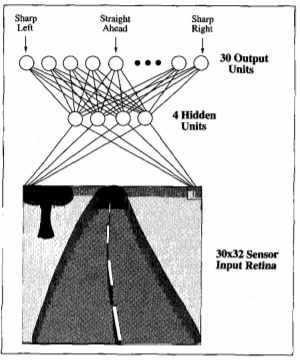 Sharp
Left
Straight
Ahead
Sharp
Right
30 Output
Units
4 Hidden
Units
30x32 Sensor
Input Retina